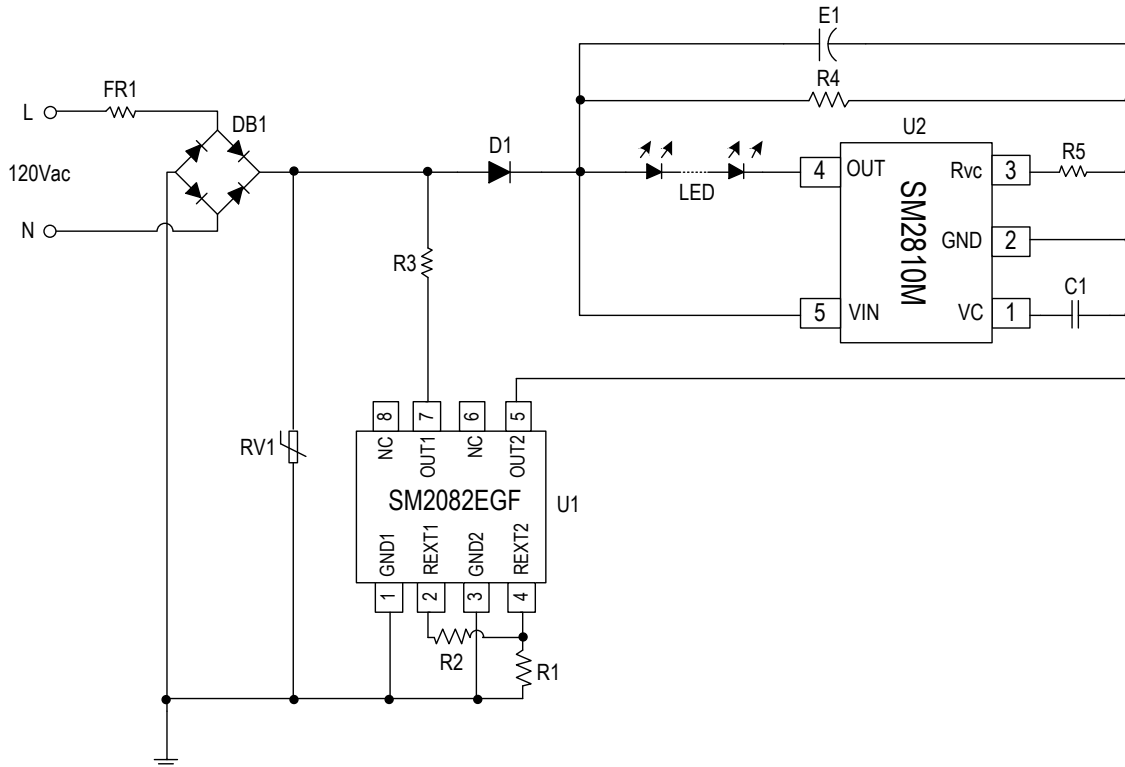 E1
R4
FR1
L
DB1
120Vac
N
D1
LED
U2
4
OUT
Rvc
3
R5
SM2810M
GND
2
5
VIN
VC
1
C1
R3
RV1
8
7
6
5
NC
OUT1
NC
OUT2
SM2082EGF
U1
GND1
REXT1
GND2
REXT2
1
2
3
4
R2
R1